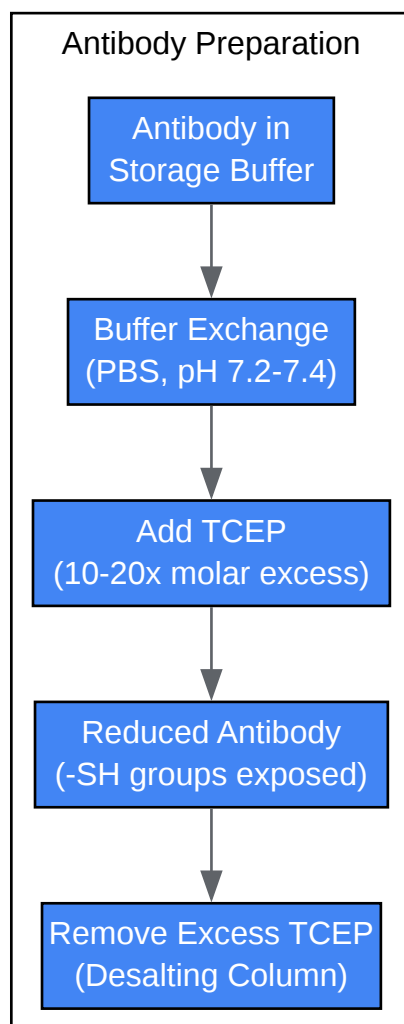 Antibody Preparation
Antibody in
Storage Buffer
Buffer Exchange
(PBS, pH 7.2-7.4)
Add TCEP
(10-20x molar excess)
Reduced Antibody
(-SH groups exposed)
Remove Excess TCEP
(Desalting Column)